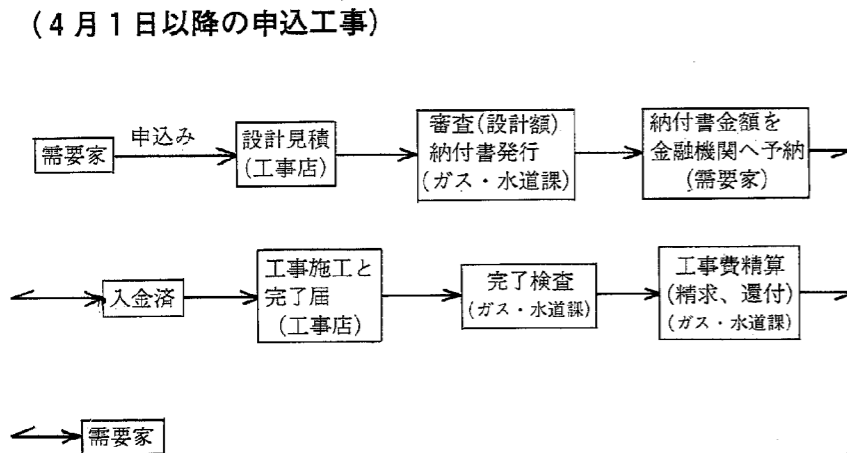 (4月1日以降の申込工事)
需要家
申込み
設計見積
(工事店)
審査(設計額)
納付書発行
(ガス・水道課)
納付書金額を
金融機関へ予納
(需要家)
入金済
工事施工と
完了届
(工事店)
完了検査
(ガス・水道課)
工事費精算
(精求、還付)
(ガス・水道課)
需要家